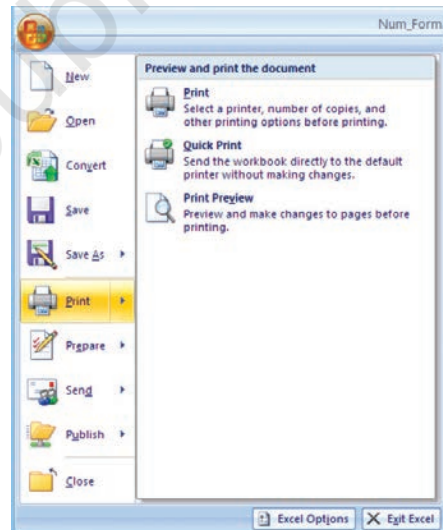 Num_Form
New
Open
Convert
Save
Save As
Print
Prepare
Send
Publish
Close
Preview and print the document
Print
Select a printer, number of copies, and
other printing options before printing.
Quick Print
Send the workbook directly to the default
printer without making changes.
Print Preview
Preview and make changes to pages before
printing.
Excel Options
Exit Excel